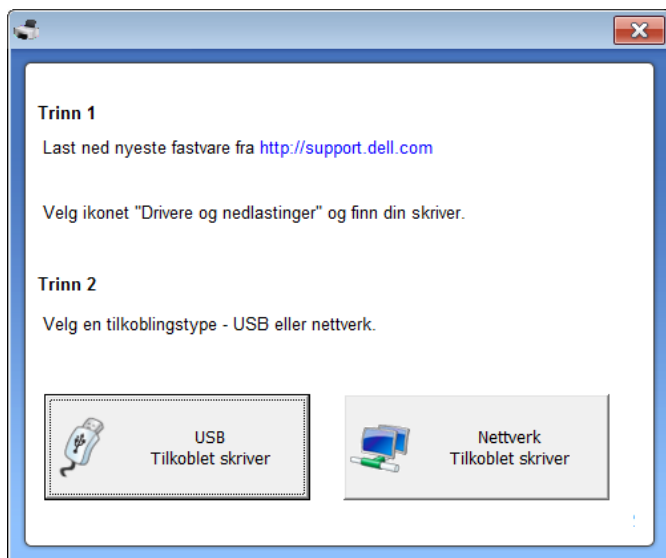 Trinn 1
Last ned nyeste fastvare fra http://support.dell.com
Velg ikonet "Drivere og nedlastinger" og finn din skriver.
Trinn 2
Velg en tilkoblingstype - USB eller nettverk.
USB
Tilkoblet skriver
Nettverk
Tilkoblet skriver